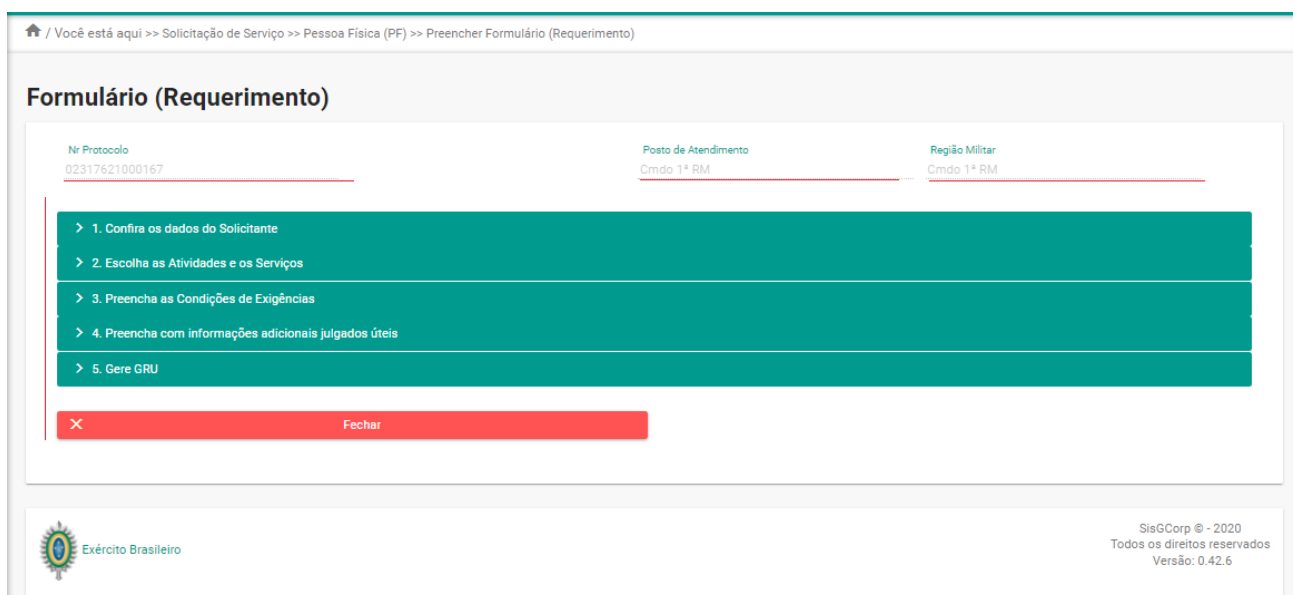 / Você está aqui >> Solicitação de Serviço >> Pessoa Física (PF) >> Preencher Formulário (Requerimento)
Formulário (Requerimento)
Nr Protocolo
Posto de Atendimento
Região Militar
02317621000167
Cmdo 1ª RM
Cmdo 1ª RM
> 1. Confira os dados do Solicitante
> 2. Escolha as Atividades e os Serviços
> 3. Preencha as Condições de Exigências
> 4. Preencha com informações adicionais julgados úteis
> 5. Gere GRU
X Fechar
Exército Brasileiro
SisGCorp © - 2020
Todos os direitos reservados
Versão: 0.42.6